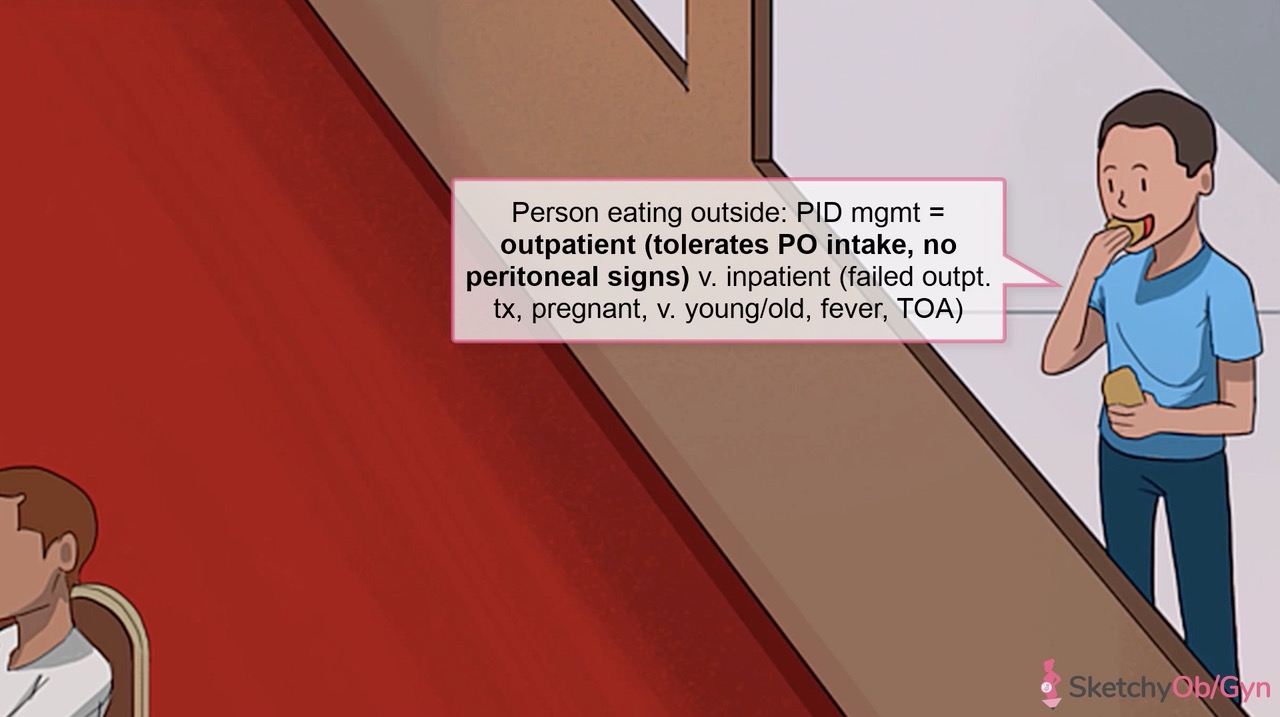 Person eating outside: PID mgmt =
outpatient (tolerates PO intake, no
peritoneal signs) v. inpatient (failed outpt.
tx, pregnant, v. young/old, fever, TOA)
SketchyOb/Gyn